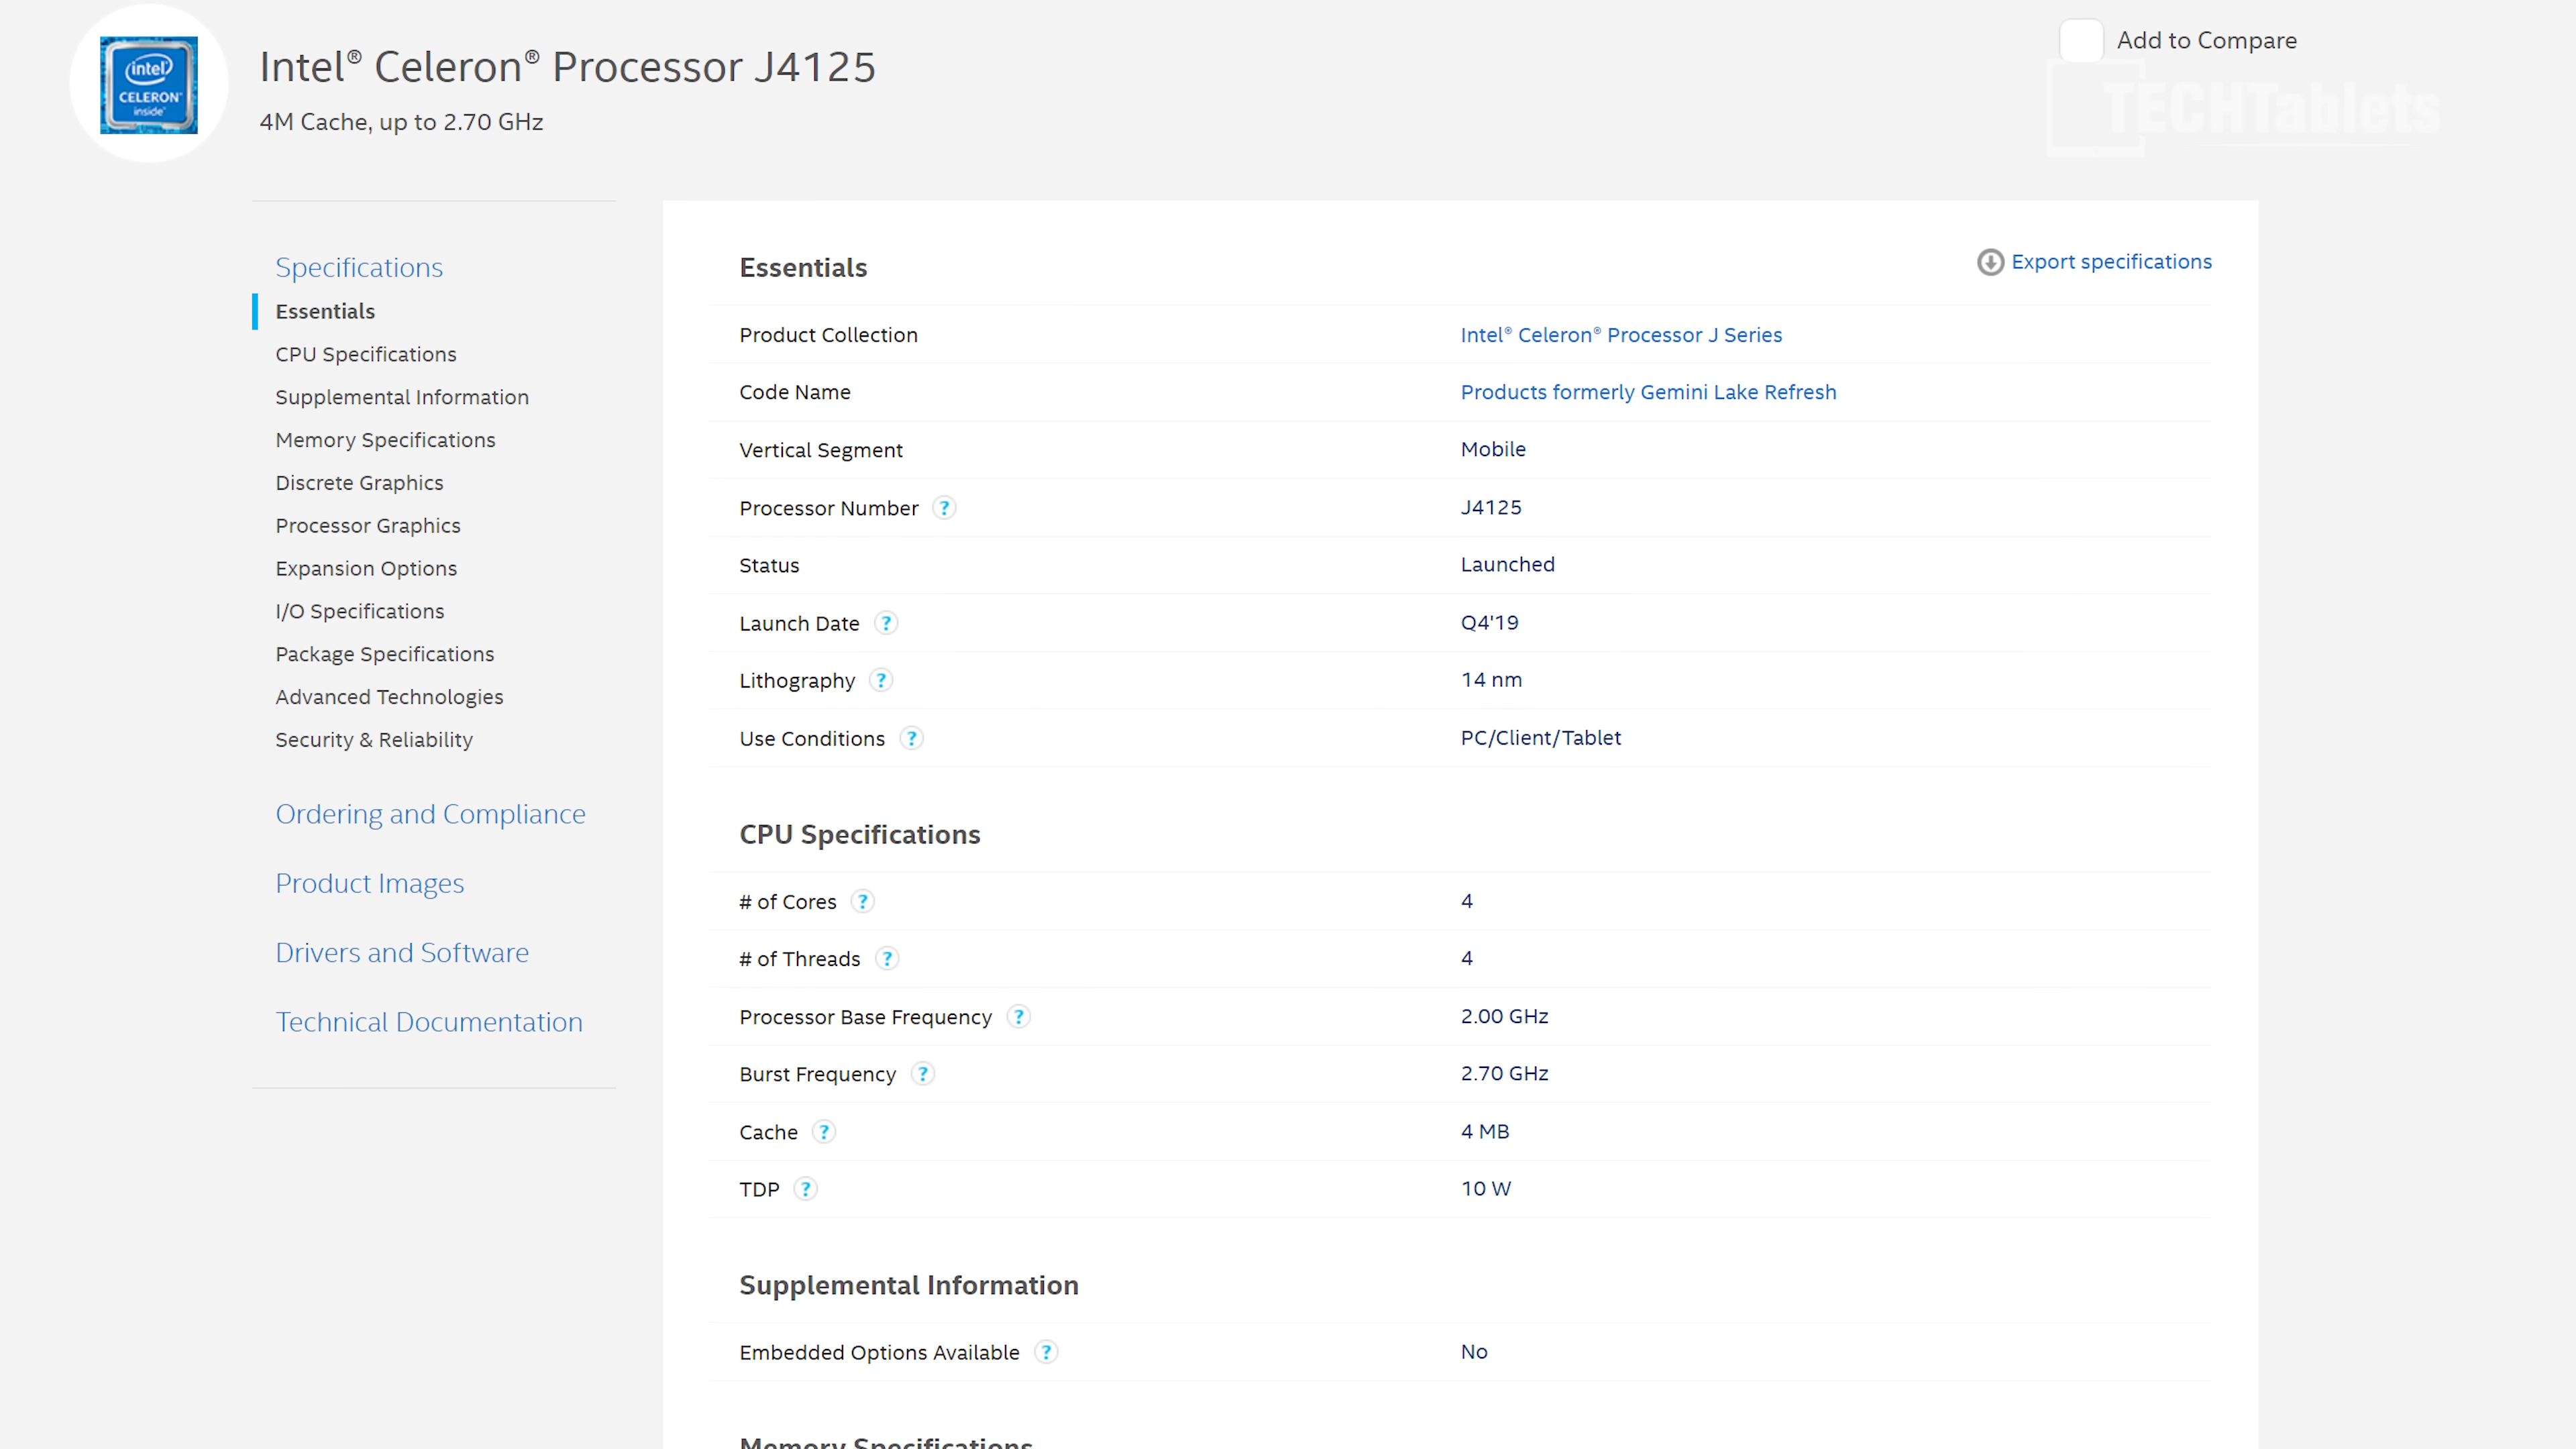 intel
CELERON
inside
Intel® Celeron® Processor J4125
4M Cache, up to 2.70 GHz
Add to Compare
TECHTablets
Specifications
Essentials
CPU Specifications
Supplemental Information
Memory Specifications
Discrete Graphics
Processor Graphics
Expansion Options
I/O Specifications
Package Specifications
Advanced Technologies
Security & Reliability
Ordering and Compliance
Product Images
Drivers and Software
Technical Documentation
Essentials
Export specifications
Product Collection Intel® Celeron® Processor J Series
Code Name Products formerly Gemini Lake Refresh
Vertical Segment Mobile
Processor Number ? J4125
Status Launched
Launch Date ? Q4'19
Lithography ? 14 nm
Use Conditions ? PC/Client/Tablet
CPU Specifications
# of Cores ? 4
# of Threads ? 4
Processor Base Frequency ? 2.00 GHz
Burst Frequency ? 2.70 GHz
Cache ? 4 MB
TDP ? 10 W
Supplemental Information
Embedded Options Available ? No
Memory Specifications